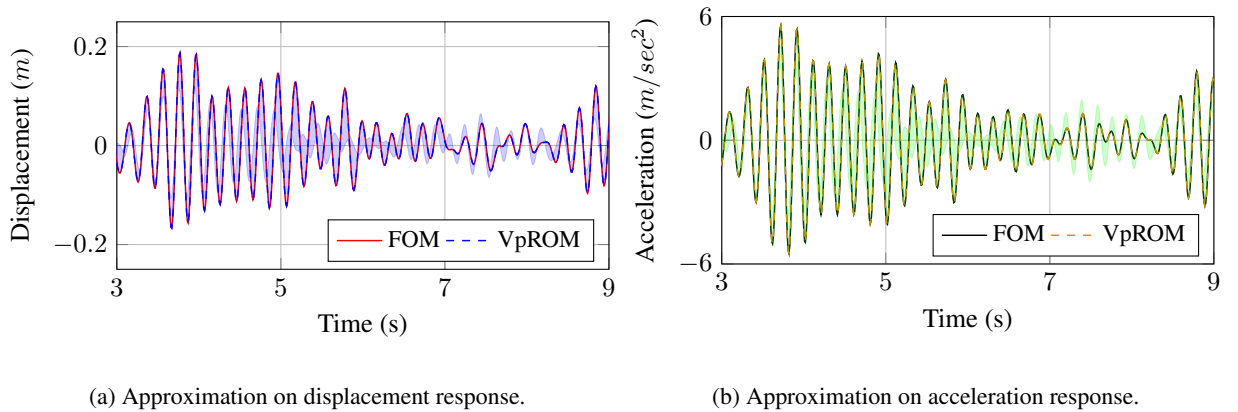 Displacement (m)
0.2
0
−0.2
3
5
7
9
Time (s)
FOM
VpROM
(a) Approximation on displacement response.
Acceleration (m/sec²)
6
0
−6
3
5
7
9
Time (s)
FOM
VpROM
(b) Approximation on acceleration response.